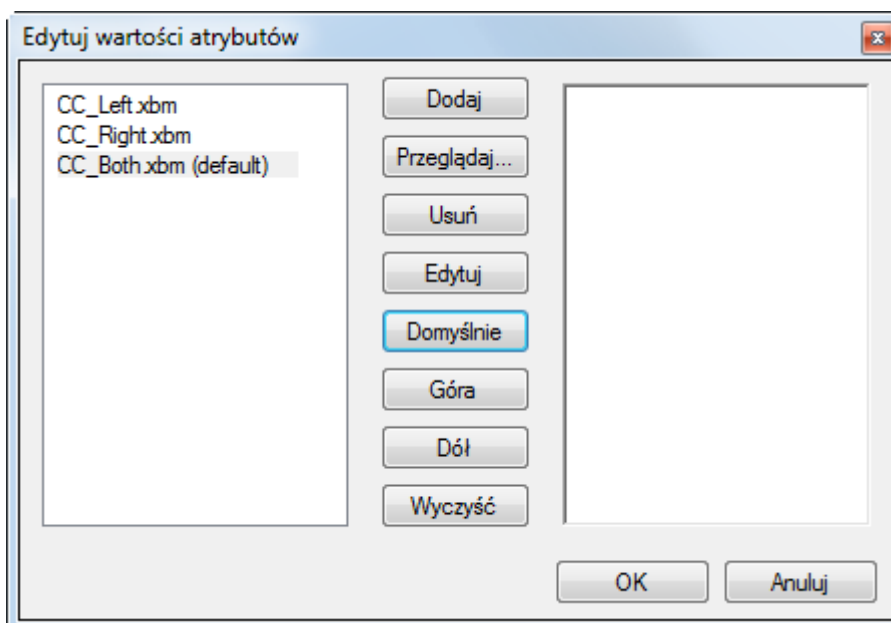 Edytuj wartości atrybutów
CC_Left.xbm
CC_Right.xbm
CC_Both.xbm (default)
Dodaj
Przeglądaj...
Usuń
Edytuj
Domyślnie
Góra
Dół
Wyczyść
OK
Anuluj